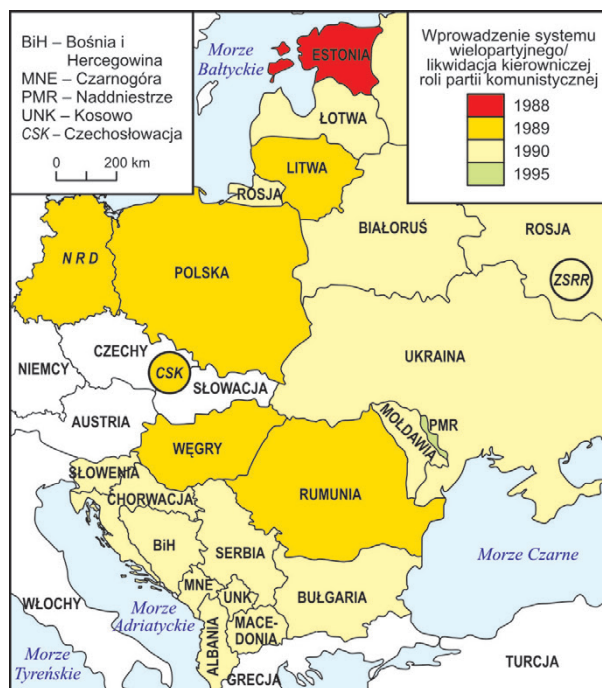 BiH – Bośnia i
Hercegowina
MNE – Czarnogóra
PMR – Naddniestrze
UNK – Kosowo
CSK – Czechosłowacja
0 200 km
Wprowadzenie systemu
wielopartyjnego/
likwidacja kierowniczej
roli partii komunistycznej
1988
1989
1990
1995
Morze
Bałtyckie
ESTONIA
ŁOTWA
LITWA
ROSJA
BIAŁORUŚ
ROSJA
ZSRR
NRD
POLSKA
UKRAINA
NIEMCY
CZECHY
CSK
SŁOWACJA
AUSTRIA
WĘGRY
MOŁDAWIA
PMR
SŁOWENIA
CHORWACJA
RUMUNIA
BiH
SERBIA
Morze Czarne
MNE
UNK
BUŁGARIA
WŁOCHY
Morze
Adriatyckie
ALBANIA
MACE-
DONIA
Morze
Tyreńskie
GRECJA
TURCJA